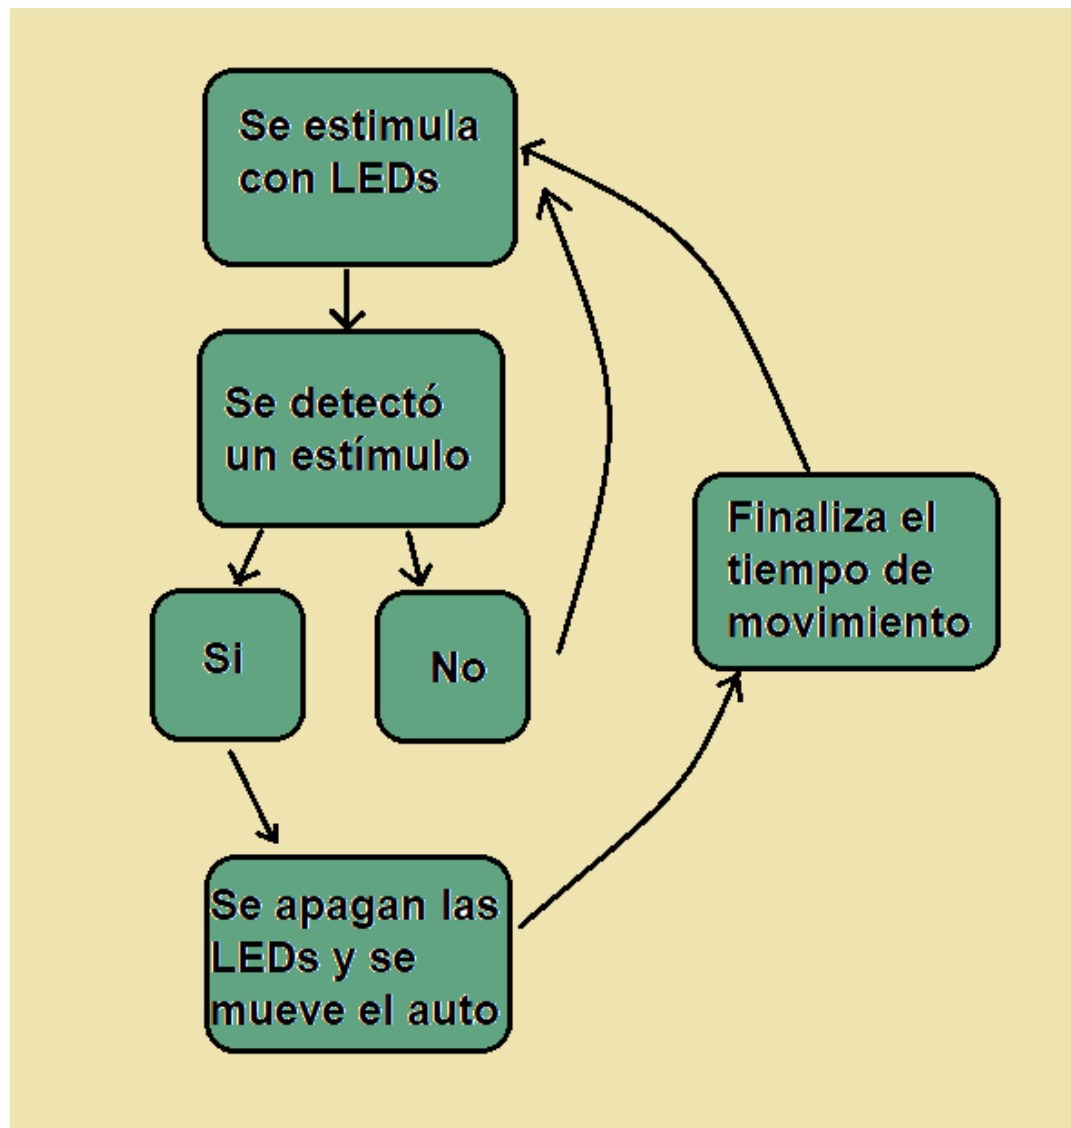 Se estimula
con LEDs
Se detectó
un estímulo
Si
No
Se apagan las
LEDs y se
mueve el auto
Finaliza el
tiempo de
movimiento